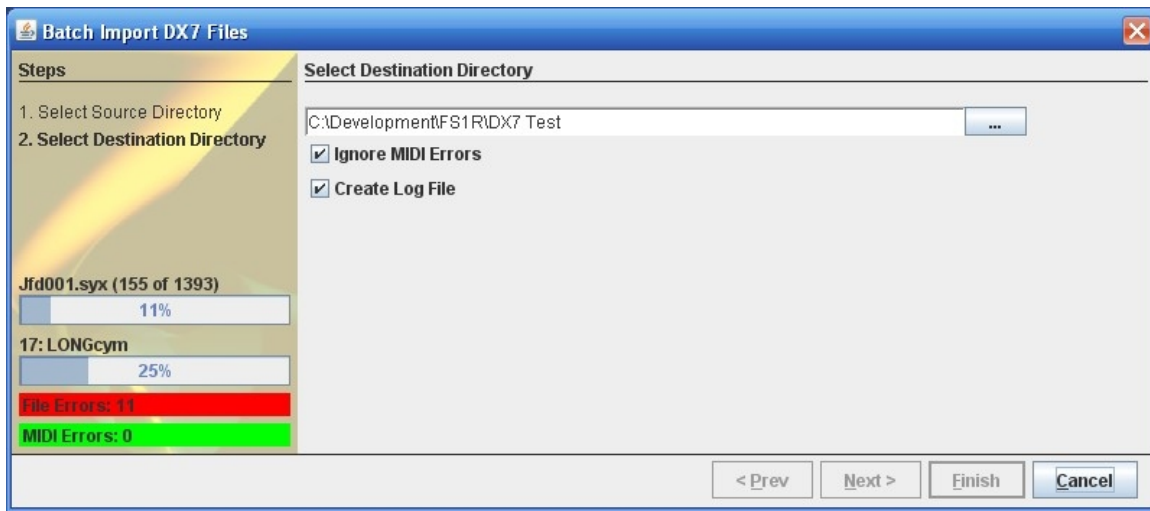 Batch Import DX7 Files
Steps
1. Select Source Directory
2. Select Destination Directory
Jfd001.syx (155 of 1393)
11%
17: LONGcym
25%
File Errors: 11
MIDI Errors: 0
Select Destination Directory
C:\Development\FS1R\DX7 Test
...
Ignore MIDI Errors
Create Log File
< Prev
Next >
Finish
Cancel